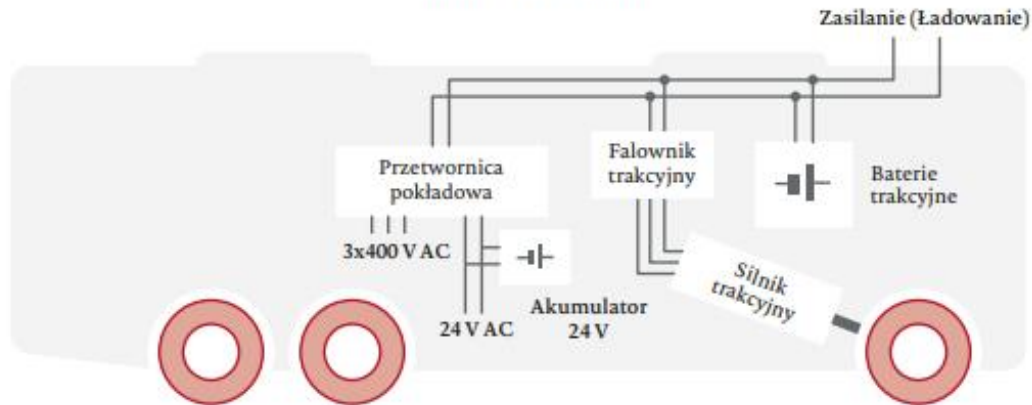 Zasilanie (Ładowanie)
Przetwornica
pokładowa
Falownik
trakcyjny
Baterie
trakcyjne
3x400 V AC
Silnik
trakcyjny
24 V AC
Akumulator
24 V